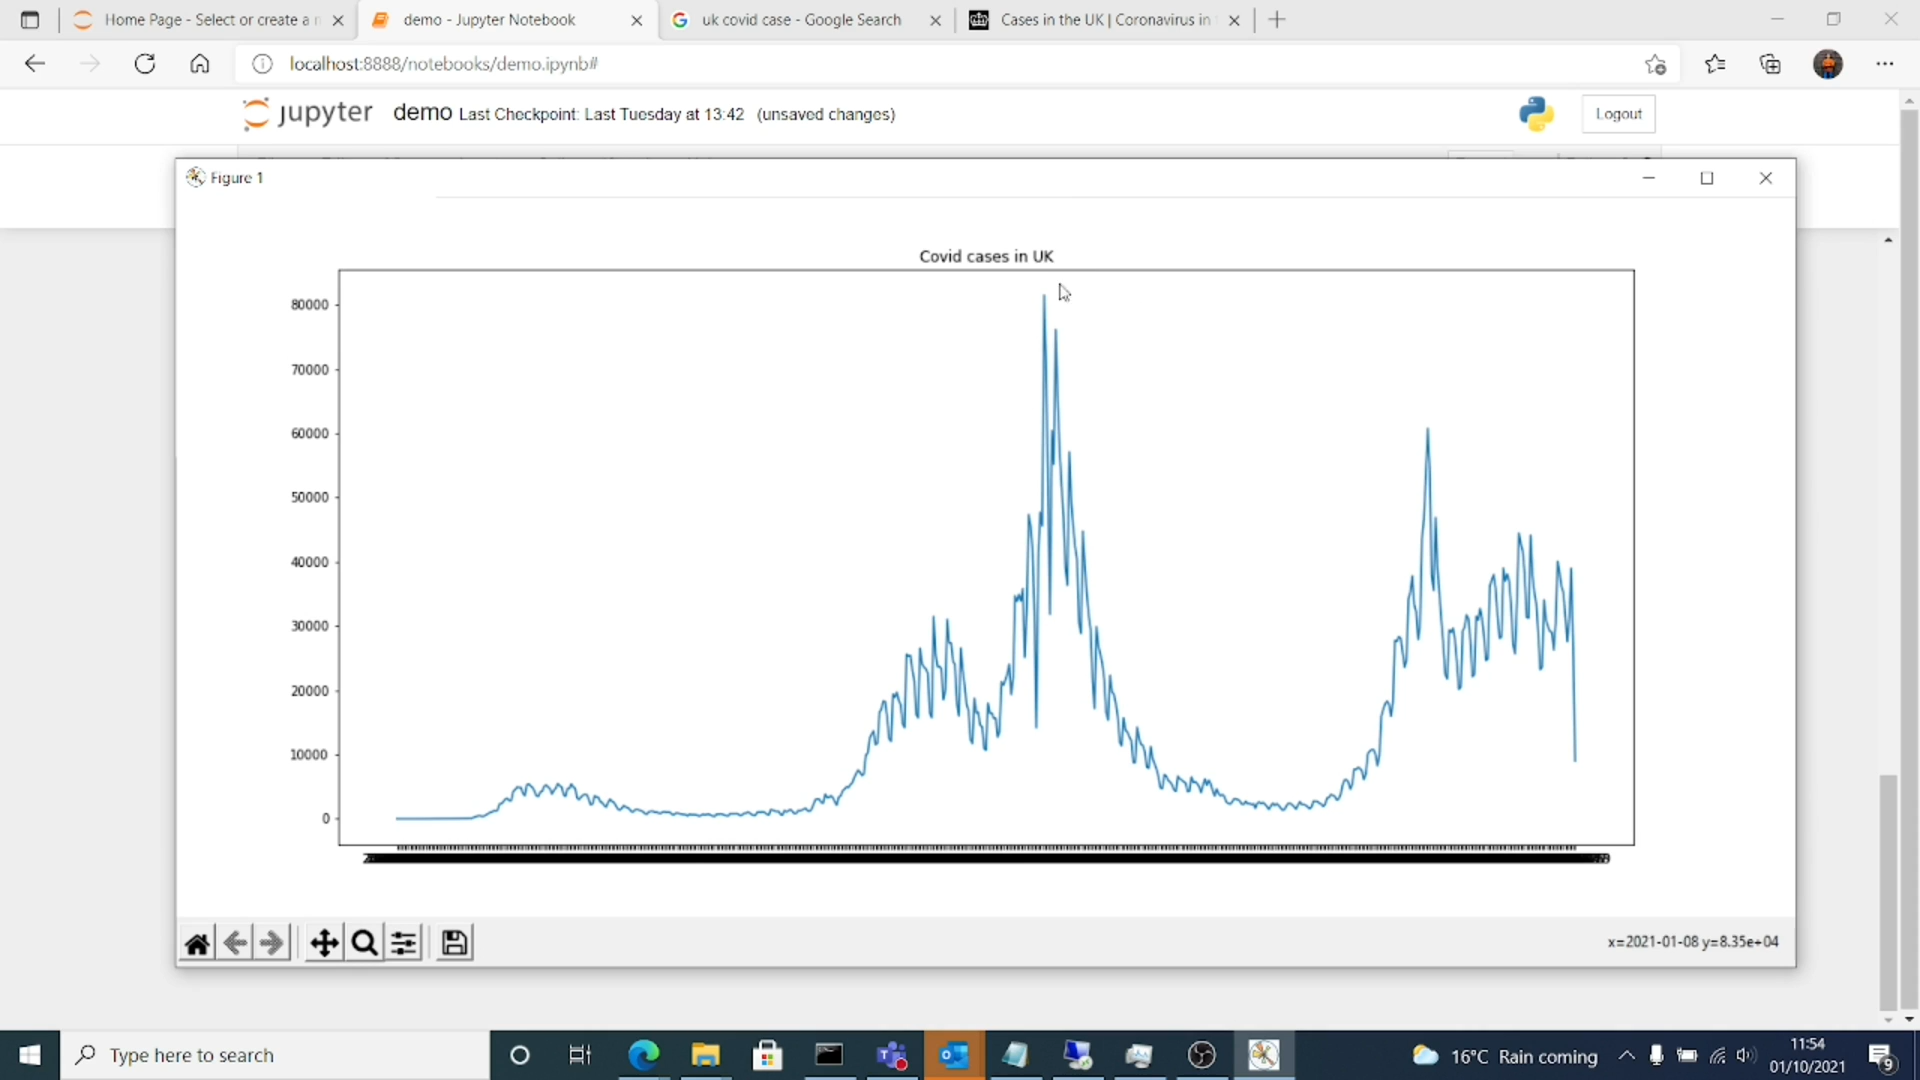 Home Page - Select or create a n
demo - Jupyter Notebook
uk covid case - Google Search
Cases in the UK | Coronavirus in
localhost:8888/notebooks/demo.ipynb#
jupyter demo Last Checkpoint: Last Tuesday at 13:42 (unsaved changes)
Logout
Figure 1
Covid cases in UK
80000
70000
60000
50000
40000
30000
20000
10000
0
x=2021-01-08 y=8.35e+04
Type here to search
16°C Rain coming
11:54
01/10/2021
9